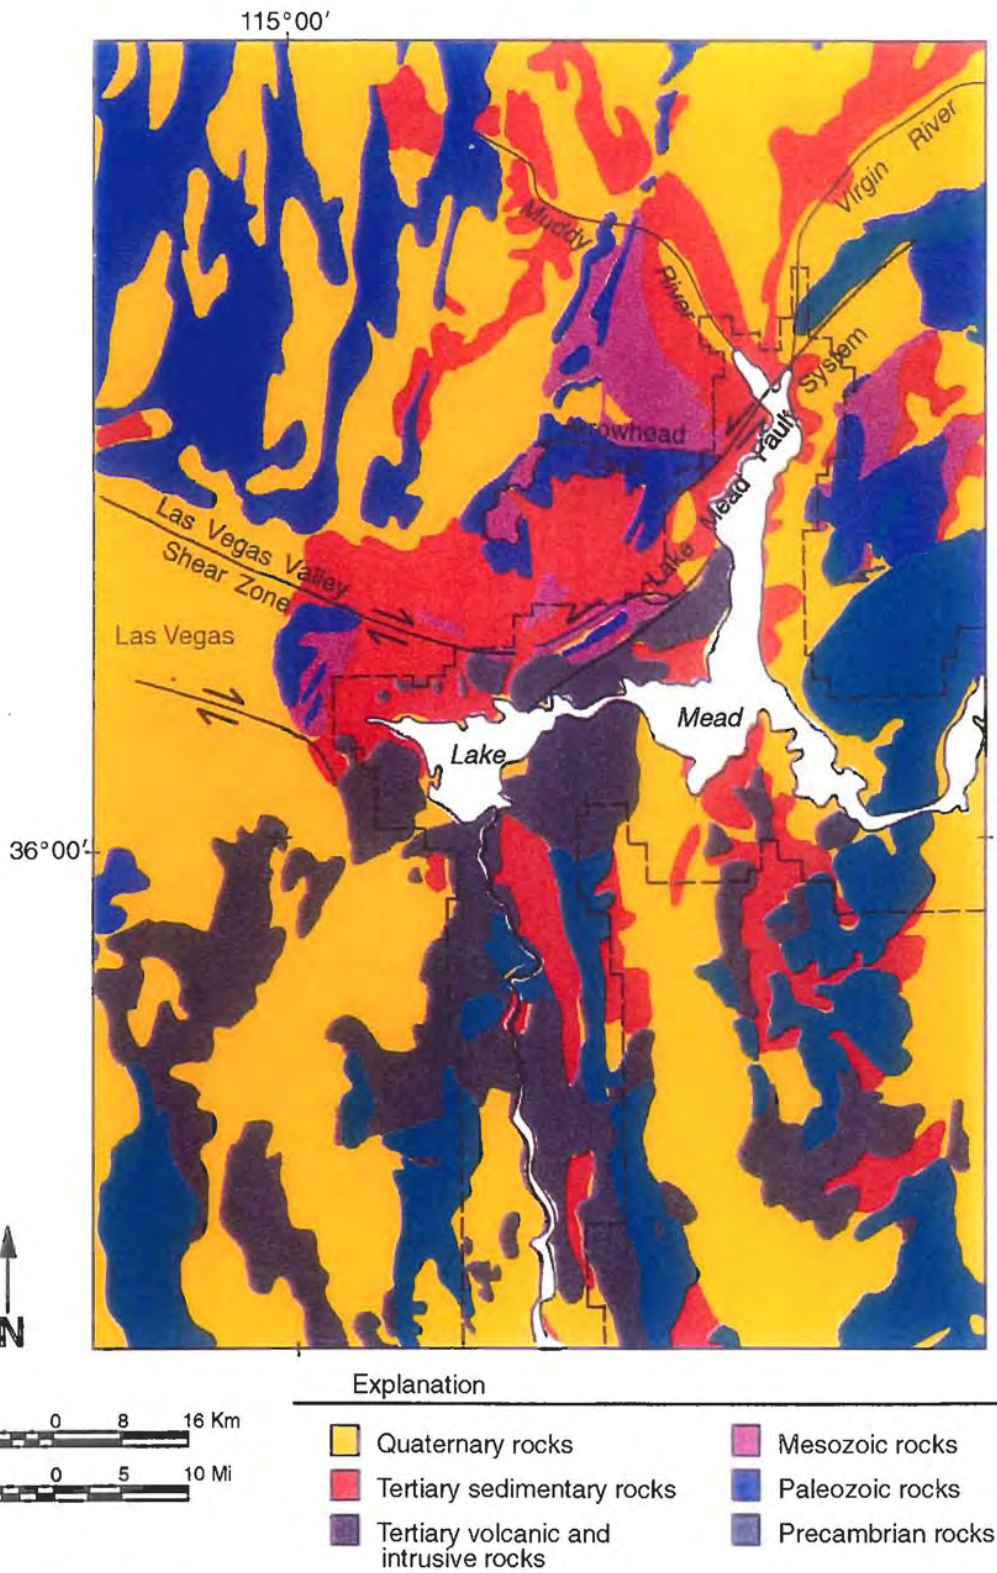 115°00′
Virgin River
Muddy
River
System
Arrowhead
Fault
Mead Fault
Lake
Las Vegas Valley
Shear Zone
Las Vegas
Mead
Lake
36°00′
N
Explanation
0 8 16 Km
0 5 10 Mi
Quaternary rocks
Tertiary sedimentary rocks
Tertiary volcanic and
intrusive rocks
Mesozoic rocks
Paleozoic rocks
Precambrian rocks